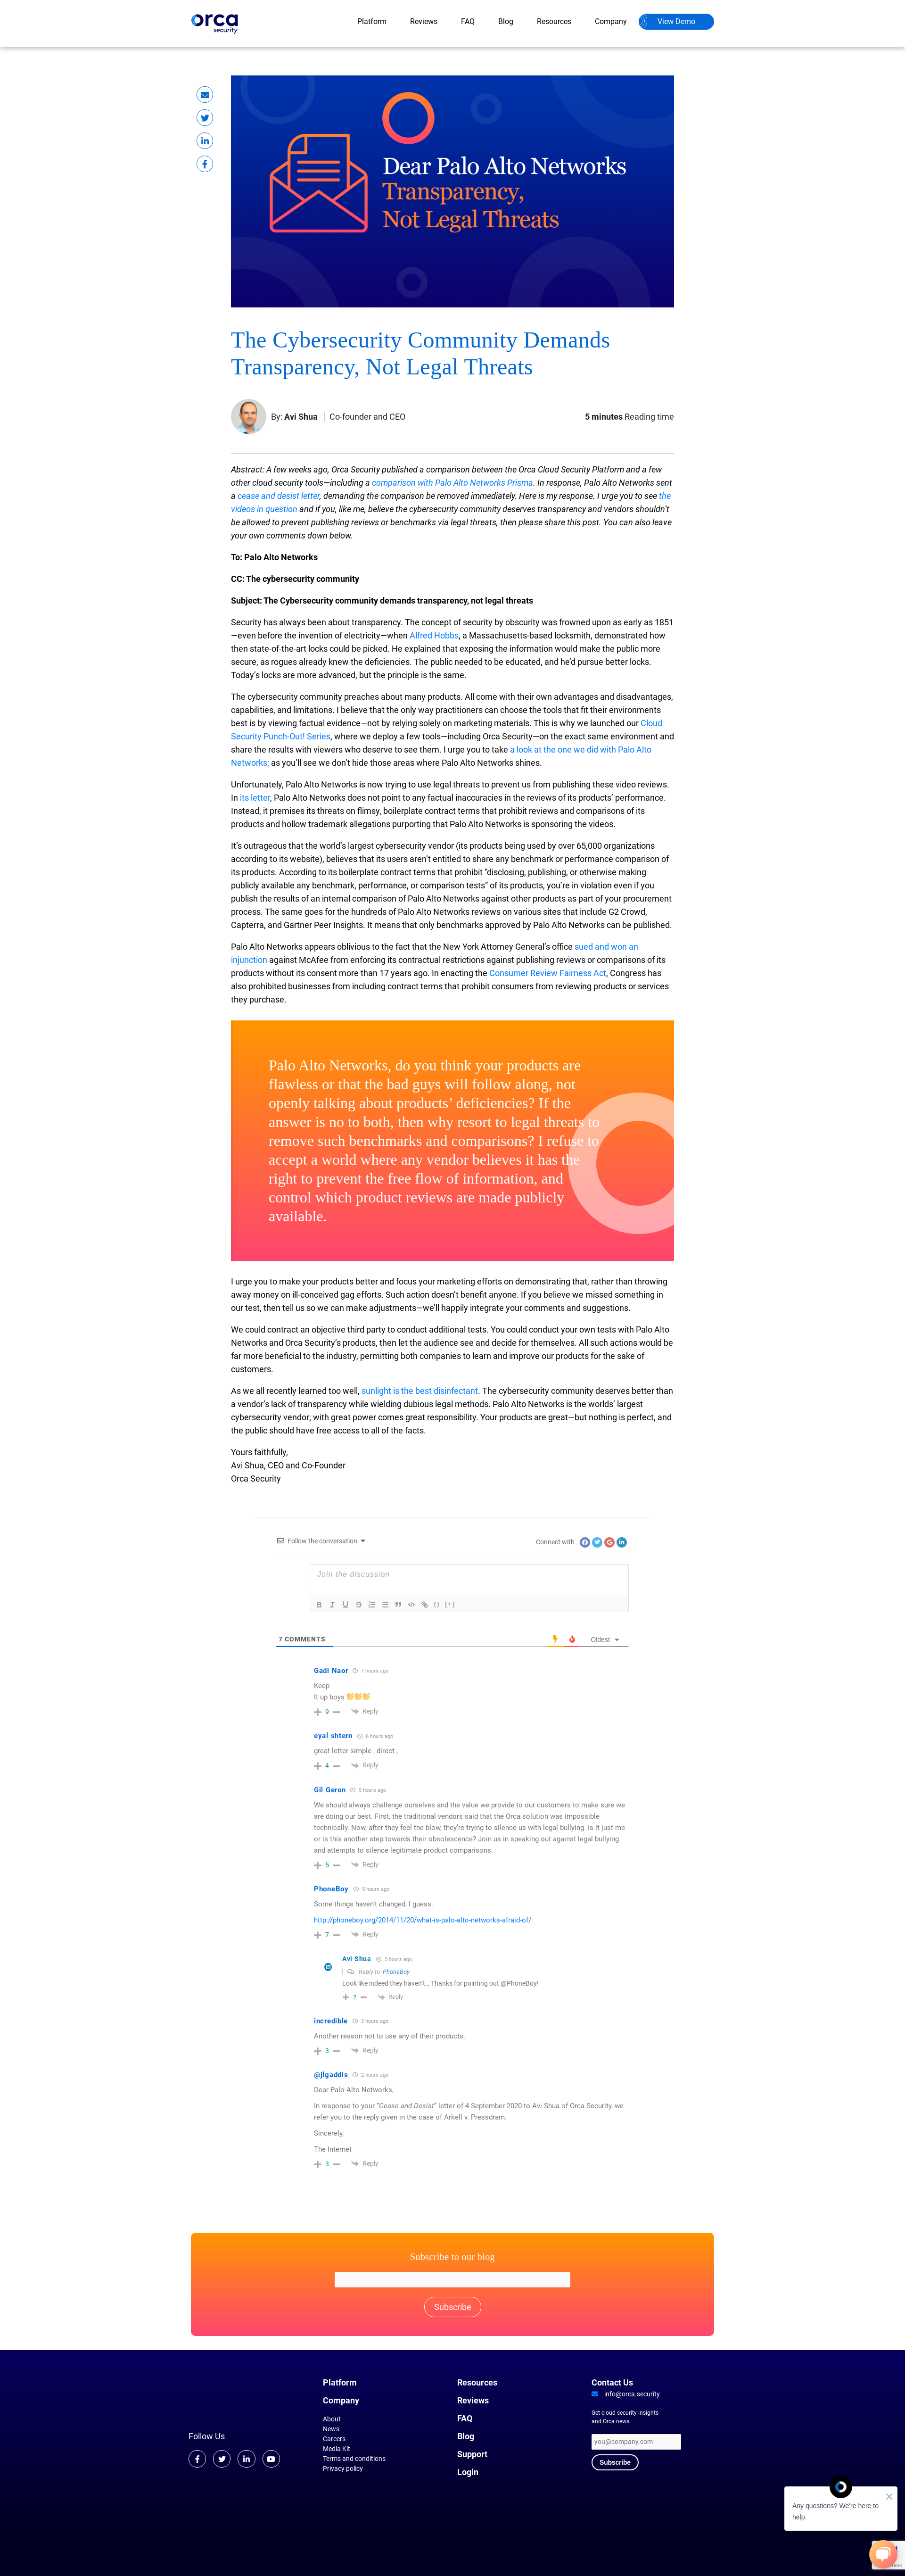 orca security
Platform Reviews FAQ Blog Resources Company View Demo
Dear Palo Alto Networks
Transparency,
Not Legal Threats
The Cybersecurity Community Demands
Transparency, Not Legal Threats
By: Avi Shua Co-founder and CEO 5 minutes Reading time
Abstract: A few weeks ago, Orca Security published a comparison between the Orca Cloud Security Platform and a few
other cloud security tools—including a comparison with Palo Alto Networks Prisma. In response, Palo Alto Networks sent
a cease and desist letter, demanding the comparison be removed immediately. Here is my response. I urge you to see the
videos in question and if you, like me, believe the cybersecurity community deserves transparency and vendors shouldn't
be allowed to prevent publishing reviews or benchmarks via legal threats, then please share this post. You can also leave
your own comments down below.
To: Palo Alto Networks
CC: The cybersecurity community
Subject: The Cybersecurity community demands transparency, not legal threats
Security has always been about transparency. The concept of security by obscurity was frowned upon as early as 1851
—even before the invention of electricity—when Alfred Hobbs, a Massachusetts-based locksmith, demonstrated how
then state-of-the-art locks could be picked. He explained that exposing the information would make the public more
secure, as rogues already knew the deficiencies. The public needed to be educated, and he'd pursue better locks.
Today's locks are more advanced, but the principle is the same.
The cybersecurity community preaches about many products. All come with their own advantages and disadvantages,
capabilities, and limitations. I believe that the only way practitioners can choose the tools that fit their environments
best is by viewing factual evidence—not by relying solely on marketing materials. This is why we launched our Cloud
Security Punch-Out! Series, where we deploy a few tools—including Orca Security—on the exact same environment and
share the results with viewers who deserve to see them. I urge you to take a look at the one we did with Palo Alto
Networks; as you'll see we don't hide those areas where Palo Alto Networks shines.
Unfortunately, Palo Alto Networks is now trying to use legal threats to prevent us from publishing these video reviews.
In its letter, Palo Alto Networks does not point to any factual inaccuracies in the reviews of its products' performance.
Instead, it premises its threats on flimsy, boilerplate contract terms that prohibit reviews and comparisons of its
products and hollow trademark allegations purporting that Palo Alto Networks is sponsoring the videos.
It's outrageous that the world's largest cybersecurity vendor (its products being used by over 65,000 organizations
according to its website), believes that its users aren't entitled to share any benchmark or performance comparison of
its products. According to its boilerplate contract terms that prohibit "disclosing, publishing, or otherwise making
publicly available any benchmark, performance, or comparison tests" of its products, you're in violation even if you
publish the results of an internal comparison of Palo Alto Networks against other products as part of your procurement
process. The same goes for the hundreds of Palo Alto Networks reviews on various sites that include G2 Crowd,
Capterra, and Gartner Peer Insights. It means that only benchmarks approved by Palo Alto Networks can be published.
Palo Alto Networks appears oblivious to the fact that the New York Attorney General's office sued and won an
injunction against McAfee from enforcing its contractual restrictions against publishing reviews or comparisons of its
products without its consent more than 17 years ago. In enacting the Consumer Review Fairness Act, Congress has
also prohibited businesses from including contract terms that prohibit consumers from reviewing products or services
they purchase.
Palo Alto Networks, do you think your products are
flawless or that the bad guys will follow along, not
openly talking about products' deficiencies? If the
answer is no to both, then why resort to legal threats to
remove such benchmarks and comparisons? I refuse to
accept a world where any vendor believes it has the
right to prevent the free flow of information, and
control which product reviews are made publicly
available.
I urge you to make your products better and focus your marketing efforts on demonstrating that, rather than throwing
away money on ill-conceived gag efforts. Such action doesn't benefit anyone. If you believe we missed something in
our test, then tell us so we can make adjustments—we'll happily integrate your comments and suggestions.
We could contract an objective third party to conduct additional tests. You could conduct your own tests with Palo Alto
Networks and Orca Security's products, then let the audience see and decide for themselves. All such actions would be
far more beneficial to the industry, permitting both companies to learn and improve our products for the sake of
customers.
As we all recently learned too well, sunlight is the best disinfectant. The cybersecurity community deserves better than
a vendor's lack of transparency while wielding dubious legal methods. Palo Alto Networks is the worlds' largest
cybersecurity vendor; with great power comes great responsibility. Your products are great—but nothing is perfect, and
the public should have free access to all of the facts.
Yours faithfully,
Avi Shua, CEO and Co-Founder
Orca Security
Follow the conversation Connect with
Join the discussion
B I U S {} [+]
7 COMMENTS Oldest
Gadi Naor 7 hours ago
Keep
It up boys 👏👏👏
9 Reply
eyal shtern 6 hours ago
great letter simple , direct ,
4 Reply
Gil Geron 5 hours ago
We should always challenge ourselves and the value we provide to our customers to make sure we
are doing our best. First, the traditional vendors said that the Orca solution was impossible
technically. Now, after they feel the blow, they're trying to silence us with legal bullying. Is it just me
or is this another step towards their obsolescence? Join us in speaking out against legal bullying
and attempts to silence legitimate product comparisons.
5 Reply
PhoneBoy 5 hours ago
Some things haven't changed, I guess.
http://phoneboy.org/2014/11/20/what-is-palo-alto-networks-afraid-of/
7 Reply
Avi Shua 5 hours ago
Reply to PhoneBoy
Look like indeed they haven't... Thanks for pointing out @PhoneBoy!
2 Reply
incredible 3 hours ago
Another reason not to use any of their products.
3 Reply
@jlgaddis 2 hours ago
Dear Palo Alto Networks,
In response to your "Cease and Desist" letter of 4 September 2020 to Avi Shua of Orca Security, we
refer you to the reply given in the case of Arkell v. Pressdram.
Sincerely,
The Internet
3 Reply
Subscribe to our blog
Subscribe
Follow Us
Platform
Company
About
News
Careers
Media Kit
Terms and conditions
Privacy policy
Resources
Reviews
FAQ
Blog
Support
Login
Contact Us
info@orca.security
Get cloud security insights
and Orca news:
you@company.com
Subscribe
Any questions? We're here to
help.